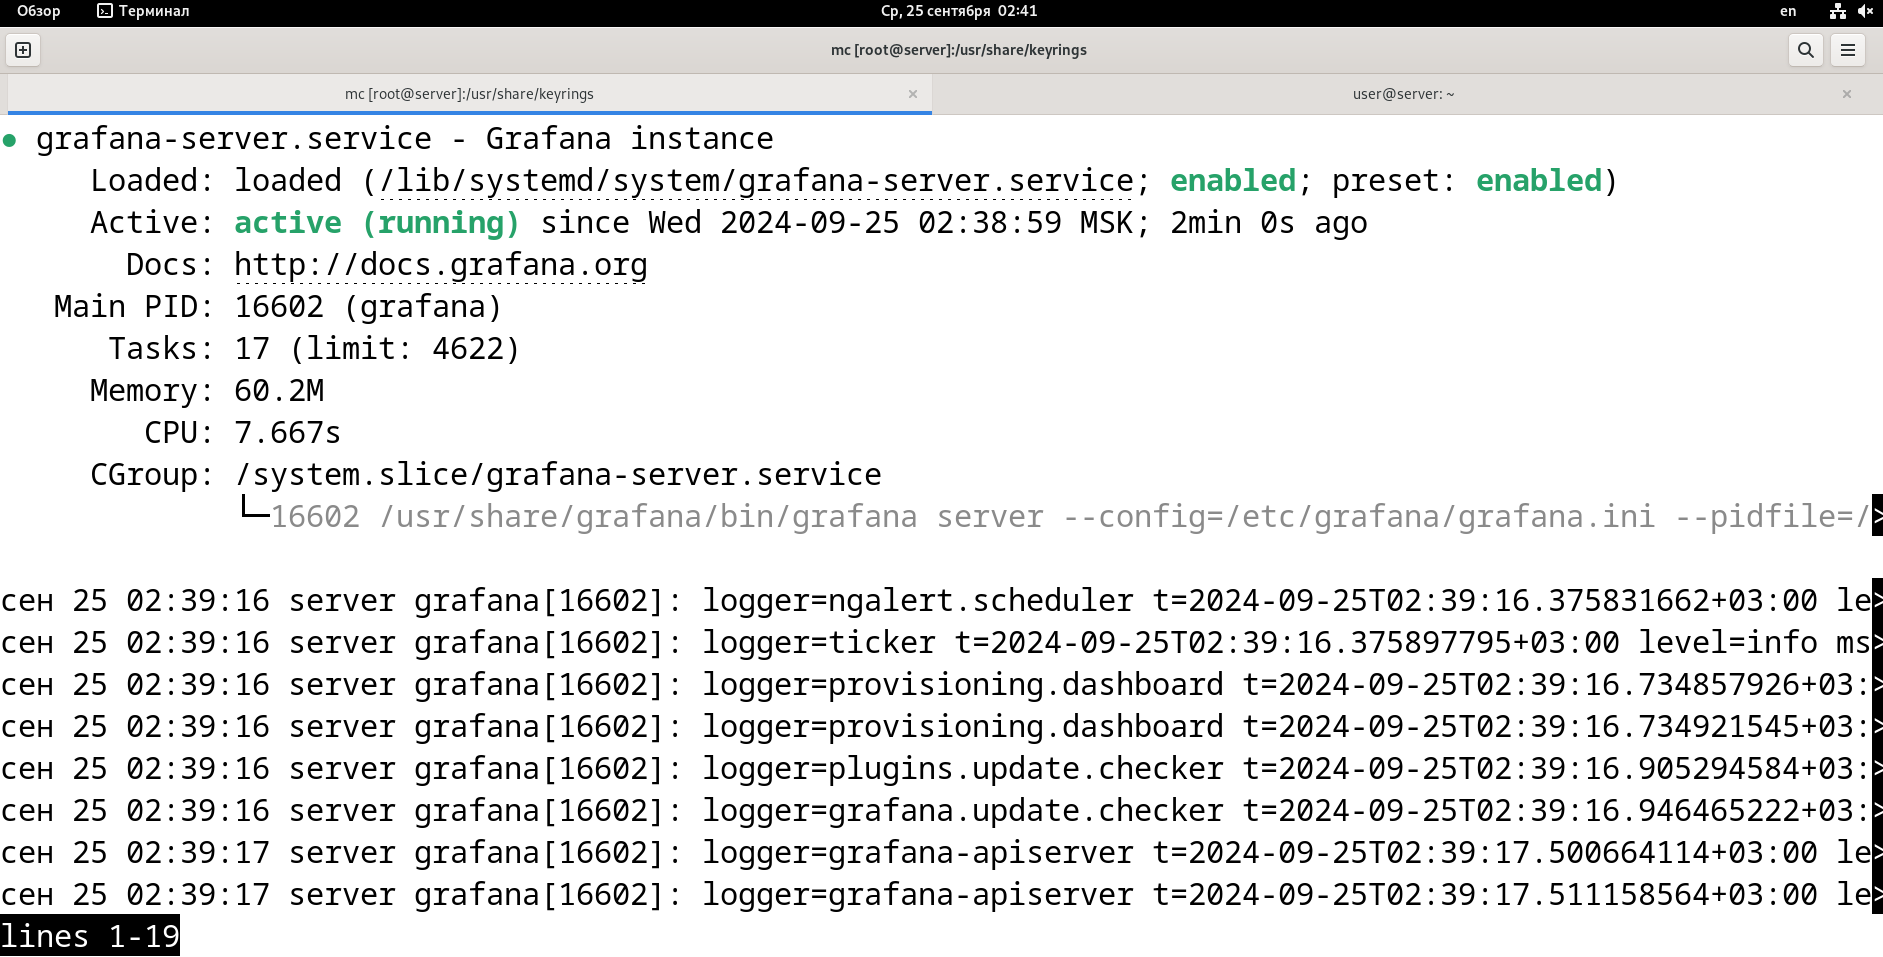 Обзор Терминал Ср, 25 сентября 02:41 en
mc [root@server]:/usr/share/keyrings
mc [root@server]:/usr/share/keyrings × user@server: ~ ×
● grafana-server.service - Grafana instance
Loaded: loaded (/lib/systemd/system/grafana-server.service; enabled; preset: enabled)
Active: active (running) since Wed 2024-09-25 02:38:59 MSK; 2min 0s ago
Docs: http://docs.grafana.org
Main PID: 16602 (grafana)
Tasks: 17 (limit: 4622)
Memory: 60.2M
CPU: 7.667s
CGroup: /system.slice/grafana-server.service
└─16602 /usr/share/grafana/bin/grafana server --config=/etc/grafana/grafana.ini --pidfile=/>
сен 25 02:39:16 server grafana[16602]: logger=ngalert.scheduler t=2024-09-25T02:39:16.375831662+03:00 le>
сен 25 02:39:16 server grafana[16602]: logger=ticker t=2024-09-25T02:39:16.375897795+03:00 level=info ms>
сен 25 02:39:16 server grafana[16602]: logger=provisioning.dashboard t=2024-09-25T02:39:16.734857926+03:>
сен 25 02:39:16 server grafana[16602]: logger=provisioning.dashboard t=2024-09-25T02:39:16.734921545+03:>
сен 25 02:39:16 server grafana[16602]: logger=plugins.update.checker t=2024-09-25T02:39:16.905294584+03:>
сен 25 02:39:16 server grafana[16602]: logger=grafana.update.checker t=2024-09-25T02:39:16.946465222+03:>
сен 25 02:39:17 server grafana[16602]: logger=grafana-apiserver t=2024-09-25T02:39:17.500664114+03:00 le>
сен 25 02:39:17 server grafana[16602]: logger=grafana-apiserver t=2024-09-25T02:39:17.511158564+03:00 le>
lines 1-19